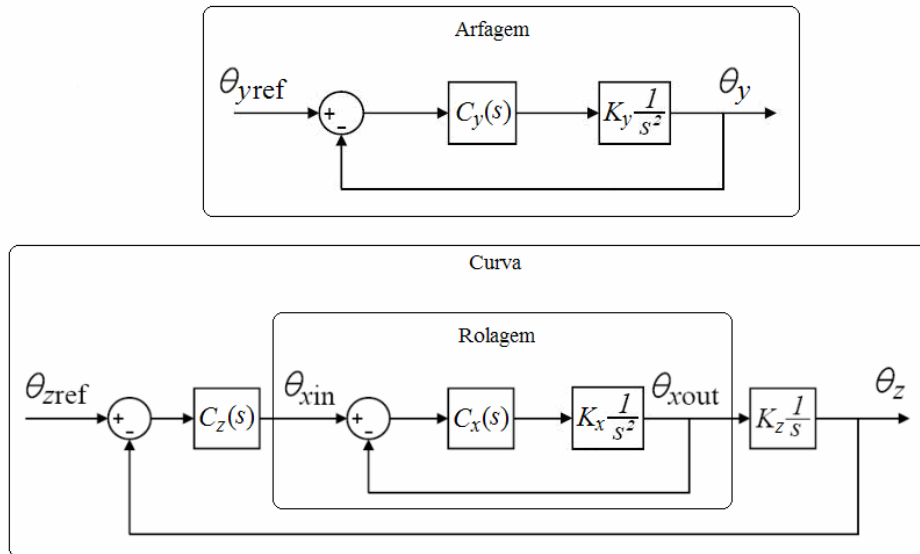 Arfagem
θyref
+
-
Cy(s)
Ky 1/s²
θy
Curva
Rolagem
θzref
+
-
Cz(s)
θxin
+
-
Cx(s)
Kx 1/s²
θxout
Kz 1/s
θz